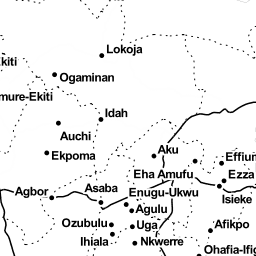 Lokoja
Ekiti
Ogaminan
mure-Ekiti
Idah
Auchi
Aku
Ekpoma
Effium
Eha Amufu
Ezza
Agbor
Asaba
Enugu-Ukwu
Isieke
Agulu
Ozubulu
Uga
Afikpo
Ihiala
Nkwerre
Ohafia-Ifig